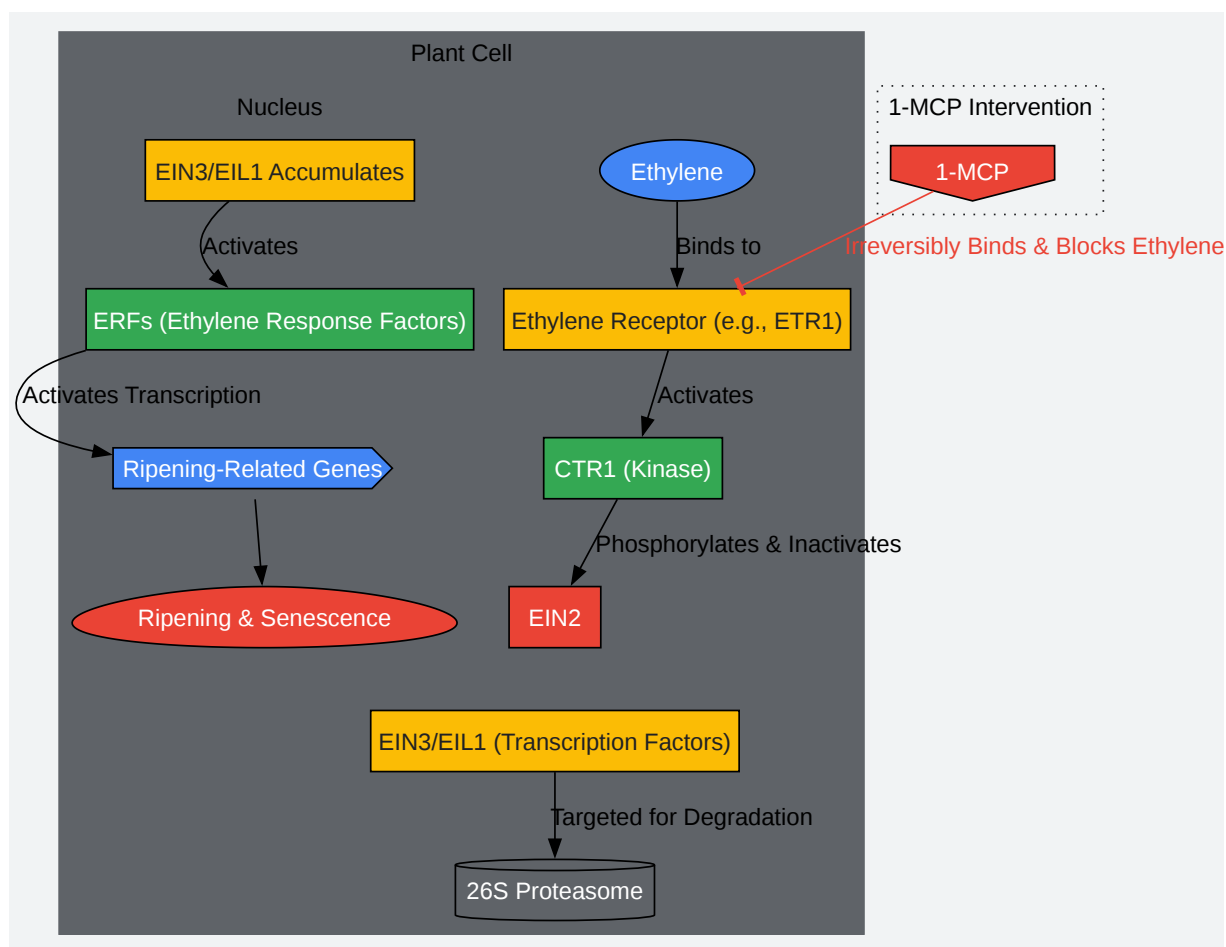 Plant Cell
Nucleus
1-MCP Intervention
EIN3/EIL1 Accumulates
Ethylene
1-MCP
Activates
Binds to
Irreversibly Binds & Blocks Ethylene
ERFs (Ethylene Response Factors)
Ethylene Receptor (e.g., ETR1)
Activates Transcription
Activates
Ripening-Related Genes
CTR1 (Kinase)
Phosphorylates & Inactivates
Ripening & Senescence
EIN2
EIN3/EIL1 (Transcription Factors)
Targeted for Degradation
26S Proteasome